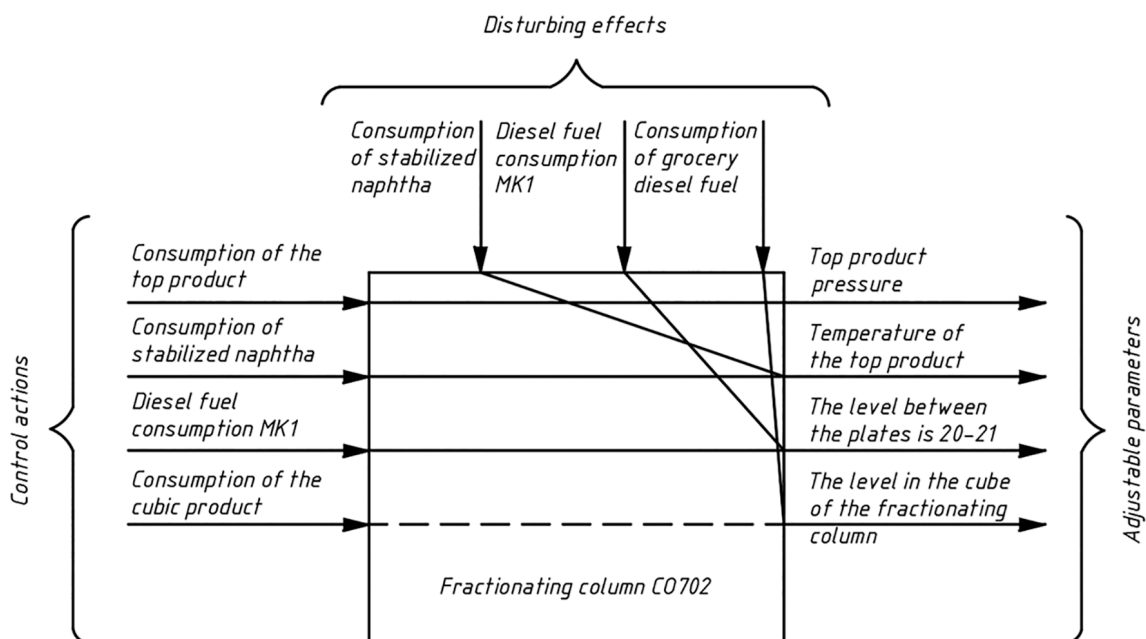 Disturbing effects
Consumption
of stabilized
naphtha
Diesel fuel
consumption
MK1
Consumption
of grocery
diesel fuel
Control actions
Consumption of the
top product
Consumption of
stabilized naphtha
Diesel fuel
consumption MK1
Consumption of the
cubic product
Top product
pressure
Temperature of
the top product
The level between
the plates is 20-21
The level in the cube
of the fractionating
column
Adjustable parameters
Fractionating column CO702